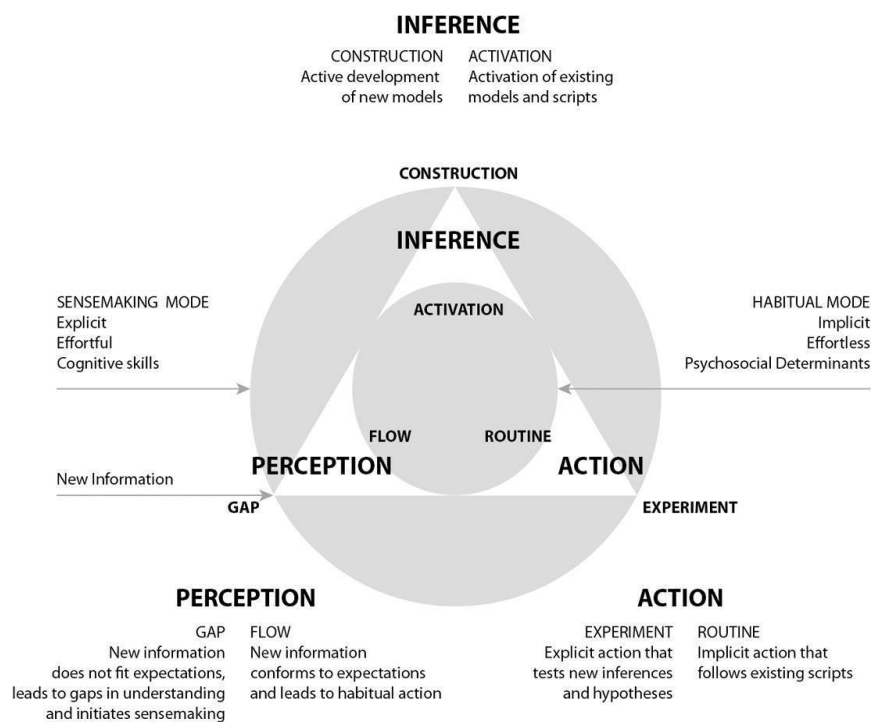 INFERENCE
CONSTRUCTION
Active development
of new models
ACTIVATION
Activation of existing
models and scripts
CONSTRUCTION
INFERENCE
ACTIVATION
SENSEMAKING MODE
Explicit
Effortful
Cognitive skills
HABITUAL MODE
Implicit
Effortless
Psychosocial Determinants
FLOW
ROUTINE
PERCEPTION
ACTION
New Information
GAP
EXPERIMENT
PERCEPTION
GAP
New information
does not fit expectations,
leads to gaps in understanding
and initiates sensemaking
FLOW
New information
conforms to expectations
and leads to habitual action
ACTION
EXPERIMENT
Explicit action that
tests new inferences
and hypotheses
ROUTINE
Implicit action that
follows existing scripts